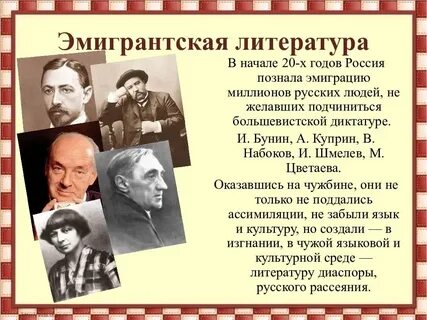 Эмигрантская литература
В начале 20-х годов Россия
познала эмиграцию
миллионов русских людей, не
желавших подчиниться
большевистской диктатуре.
И. Бунин, А. Куприн, В.
Набоков, И. Шмелев, М.
Цветаева.
Оказавшись на чужбине, они не
только не поддались
ассимиляции, не забыли язык
и культуру, но создали — в
изгнании, в чужой языковой и
культурной среде —
литературу диаспоры,
русского рассеяния.